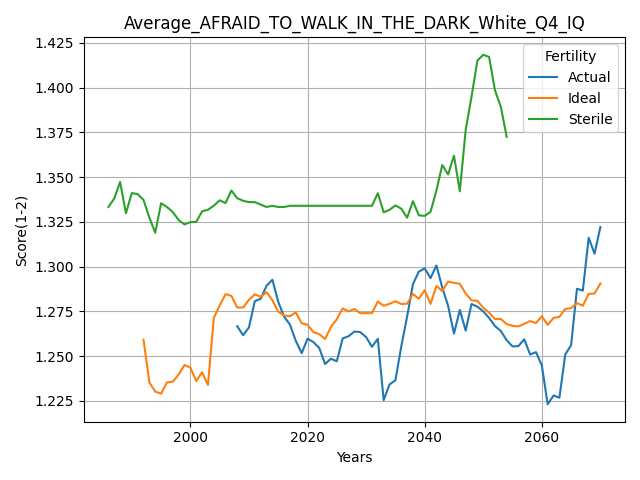 Average_AFRAID_TO_WALK_IN_THE_DARK_White_Q4_IQ
1.425
1.400
1.375
1.350
1.325
1.300
1.275
1.250
1.225
Score(1-2)
Fertility
Actual
Ideal
Sterile
2000
2020
2040
2060
Years